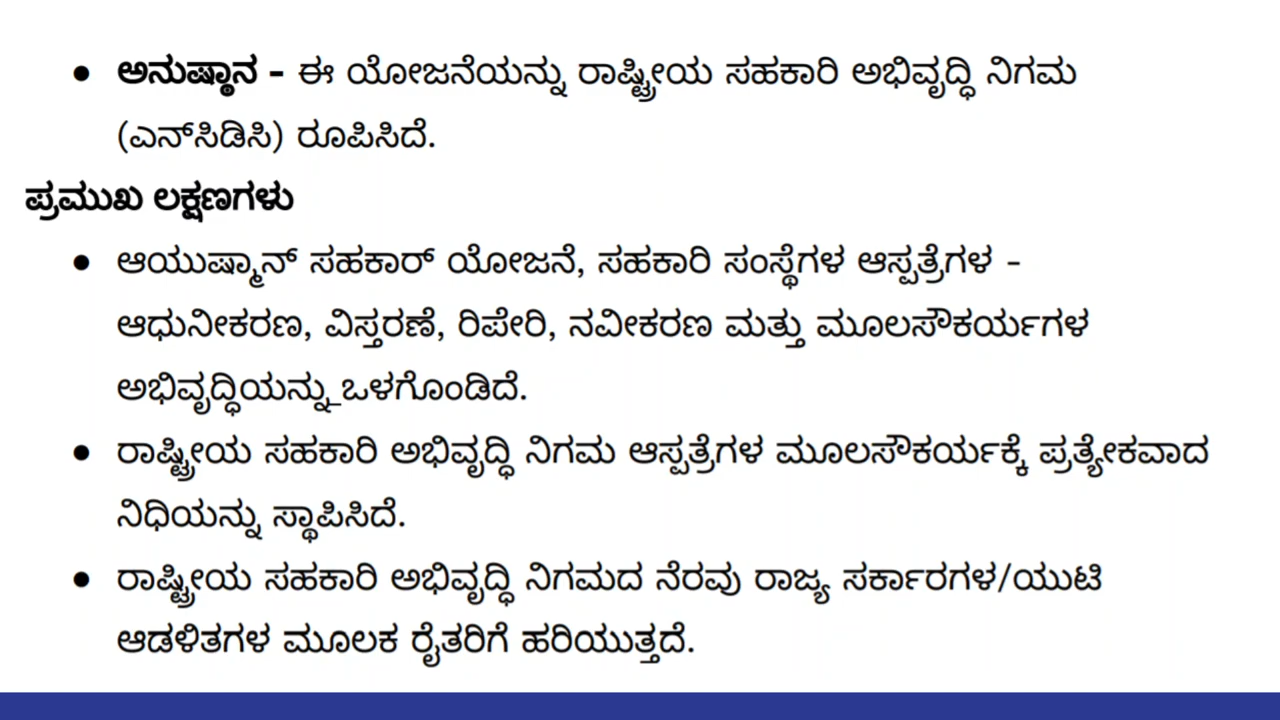 ● ಅನುಷ್ಠಾನ - ಈ ಯೋಜನೆಯನ್ನು ರಾಷ್ಟ್ರೀಯ ಸಹಕಾರಿ ಅಭಿವೃದ್ಧಿ ನಿಗಮ
(ಎನ್‌ಸಿಡಿಸಿ) ರೂಪಿಸಿದೆ.
ಪ್ರಮುಖ ಲಕ್ಷಣಗಳು
● ಆಯುಷ್ಮಾನ್ ಸಹಕಾರ್ ಯೋಜನೆ, ಸಹಕಾರಿ ಸಂಸ್ಥೆಗಳ ಆಸ್ಪತ್ರೆಗಳ -
ಆಧುನೀಕರಣ, ವಿಸ್ತರಣೆ, ರಿಪೇರಿ, ನವೀಕರಣ ಮತ್ತು ಮೂಲಸೌಕರ್ಯಗಳ
ಅಭಿವೃದ್ಧಿಯನ್ನು ಒಳಗೊಂಡಿದೆ.
● ರಾಷ್ಟ್ರೀಯ ಸಹಕಾರಿ ಅಭಿವೃದ್ಧಿ ನಿಗಮ ಆಸ್ಪತ್ರೆಗಳ ಮೂಲಸೌಕರ್ಯಕ್ಕೆ ಪ್ರತ್ಯೇಕವಾದ
ನಿಧಿಯನ್ನು ಸ್ಥಾಪಿಸಿದೆ.
● ರಾಷ್ಟ್ರೀಯ ಸಹಕಾರಿ ಅಭಿವೃದ್ಧಿ ನಿಗಮದ ನೆರವು ರಾಜ್ಯ ಸರ್ಕಾರಗಳ/ಯುಟಿ
ಆಡಳಿತಗಳ ಮೂಲಕ ರೈತರಿಗೆ ಹರಿಯುತ್ತದೆ.